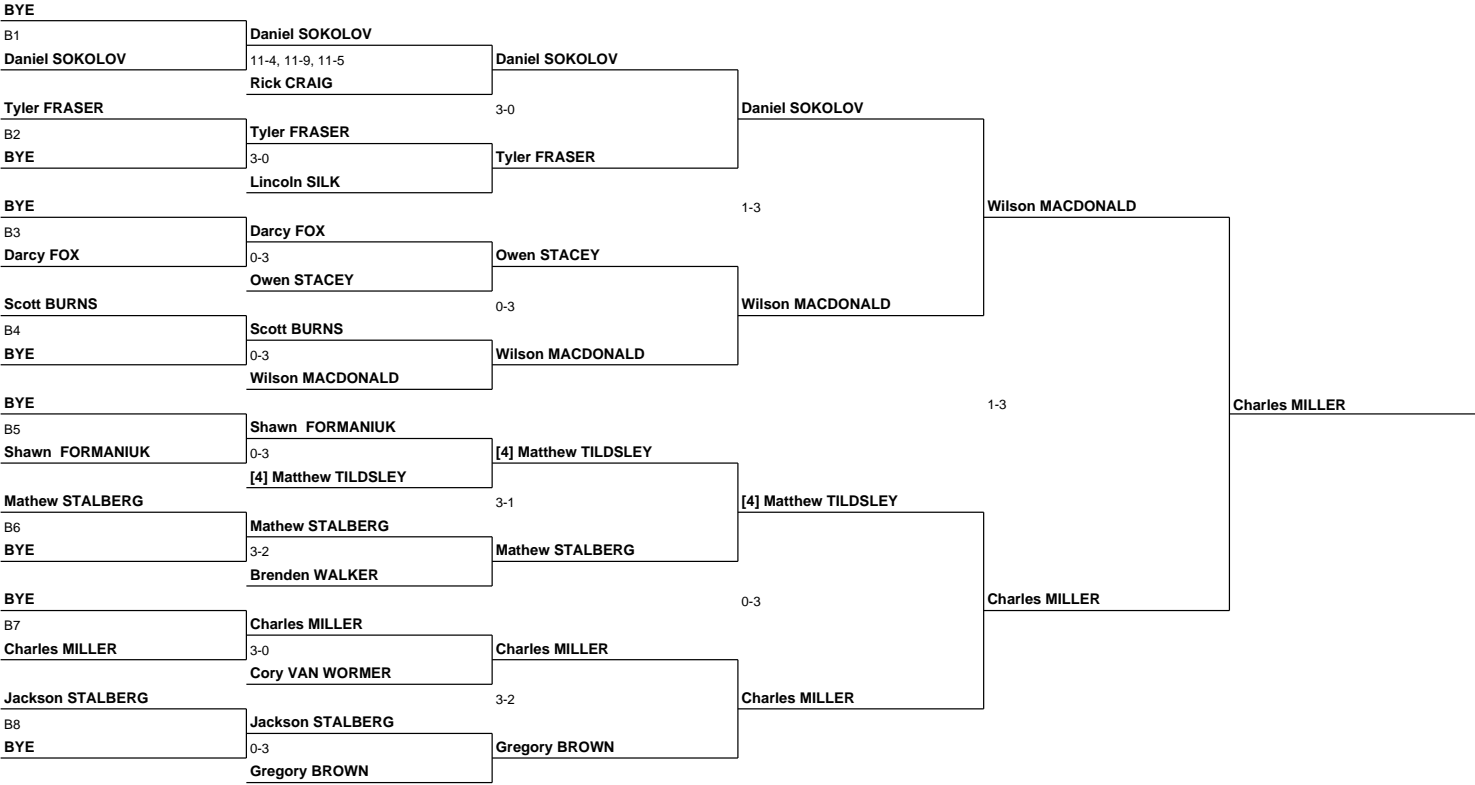 BYE
B1
Daniel SOKOLOV
Tyler FRASER
B2
BYE
BYE
B3
Darcy FOX
Scott BURNS
B4
BYE
BYE
B5
Shawn  FORMANIUK
Mathew STALBERG
B6
BYE
BYE
B7
Charles MILLER
Jackson STALBERG
B8
BYE
Daniel SOKOLOV
11-4, 11-9, 11-5
Rick CRAIG
Tyler FRASER
3-0
Lincoln SILK
Darcy FOX
0-3
Owen STACEY
Scott BURNS
0-3
Wilson MACDONALD
Shawn  FORMANIUK
0-3
[4] Matthew TILDSLEY
Mathew STALBERG
3-2
Brenden WALKER
Charles MILLER
3-0
Cory VAN WORMER
Jackson STALBERG
0-3
Gregory BROWN
Daniel SOKOLOV
3-0
Tyler FRASER
Owen STACEY
0-3
Wilson MACDONALD
[4] Matthew TILDSLEY
3-1
Mathew STALBERG
Charles MILLER
3-2
Gregory BROWN
Daniel SOKOLOV
1-3
Wilson MACDONALD
[4] Matthew TILDSLEY
0-3
Charles MILLER
Wilson MACDONALD
1-3
Charles MILLER
Charles MILLER